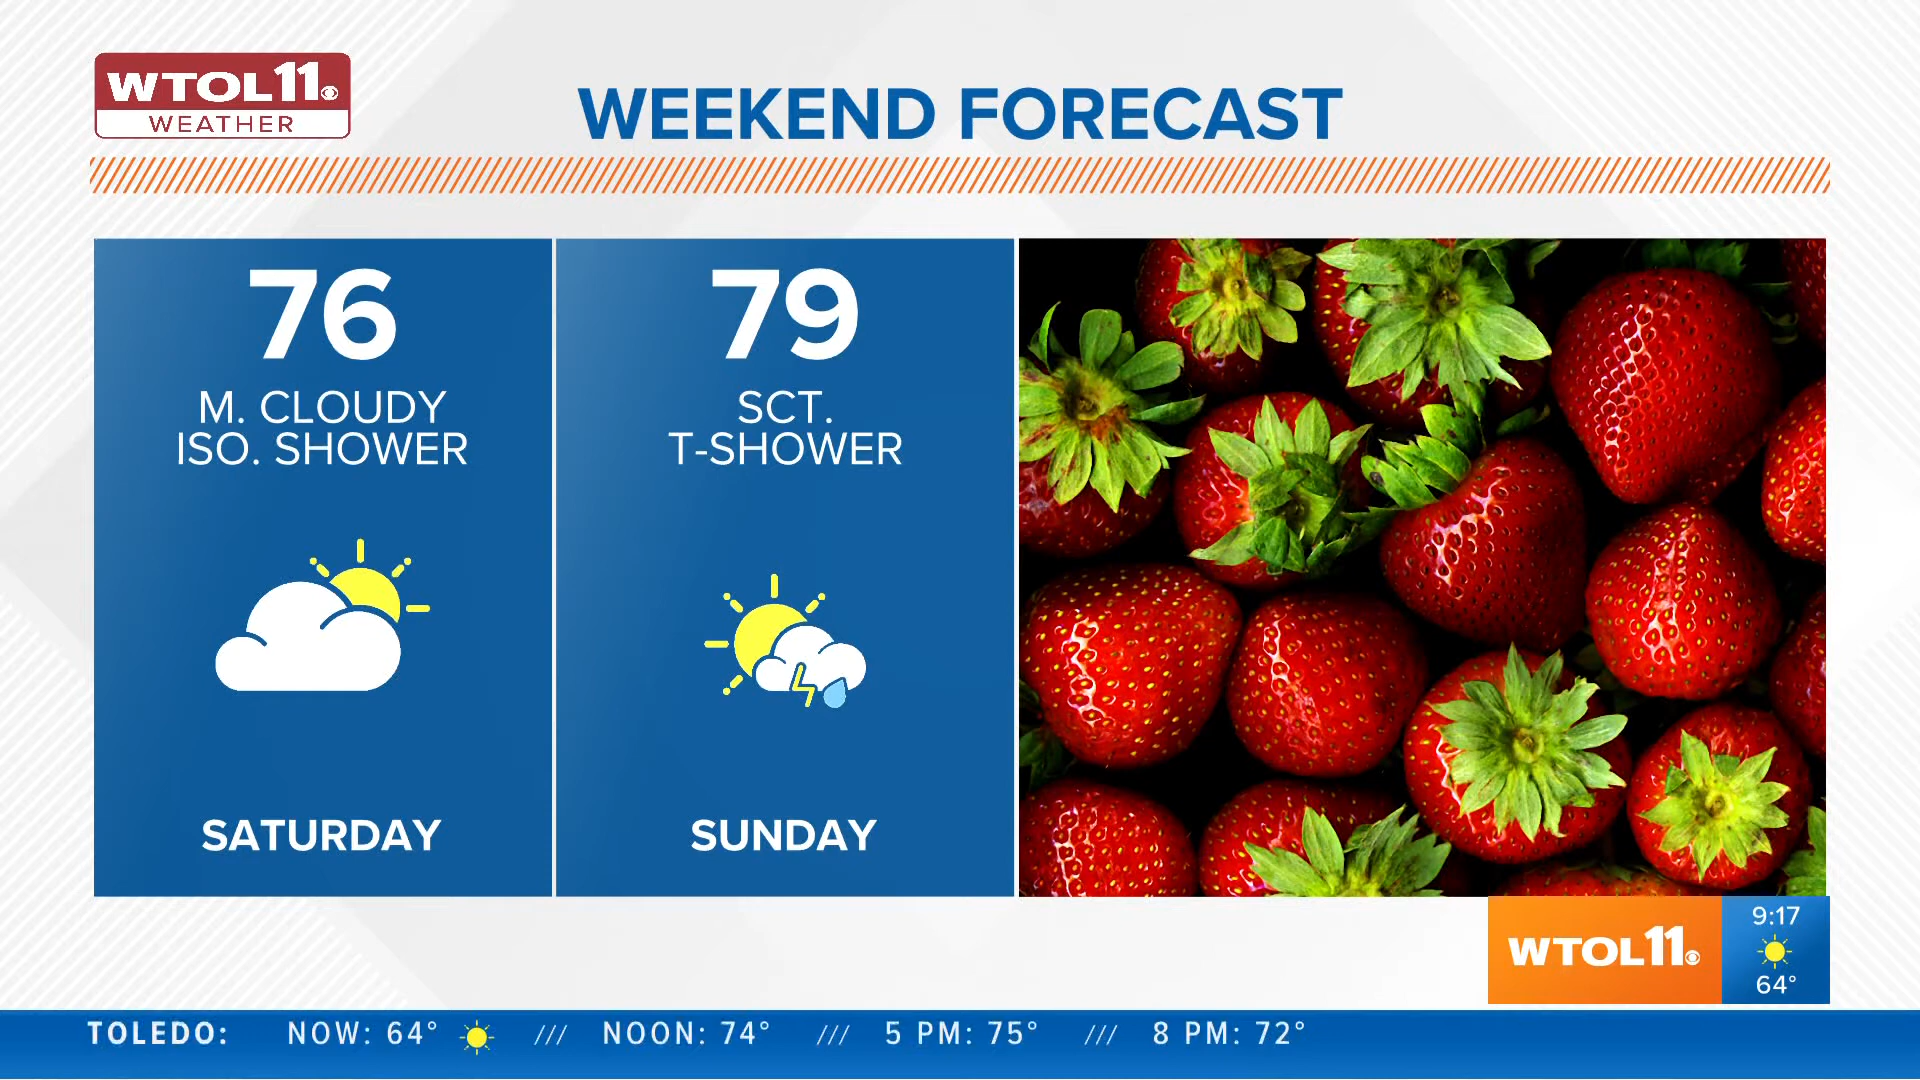 WTOL11
WEATHER
WEEKEND FORECAST
76
M. CLOUDY
ISO. SHOWER
SATURDAY
79
SCT.
T-SHOWER
SUNDAY
WTOL11
9:17
64°
TOLEDO: NOW: 64° /// NOON: 74° /// 5 PM: 75° /// 8 PM: 72°